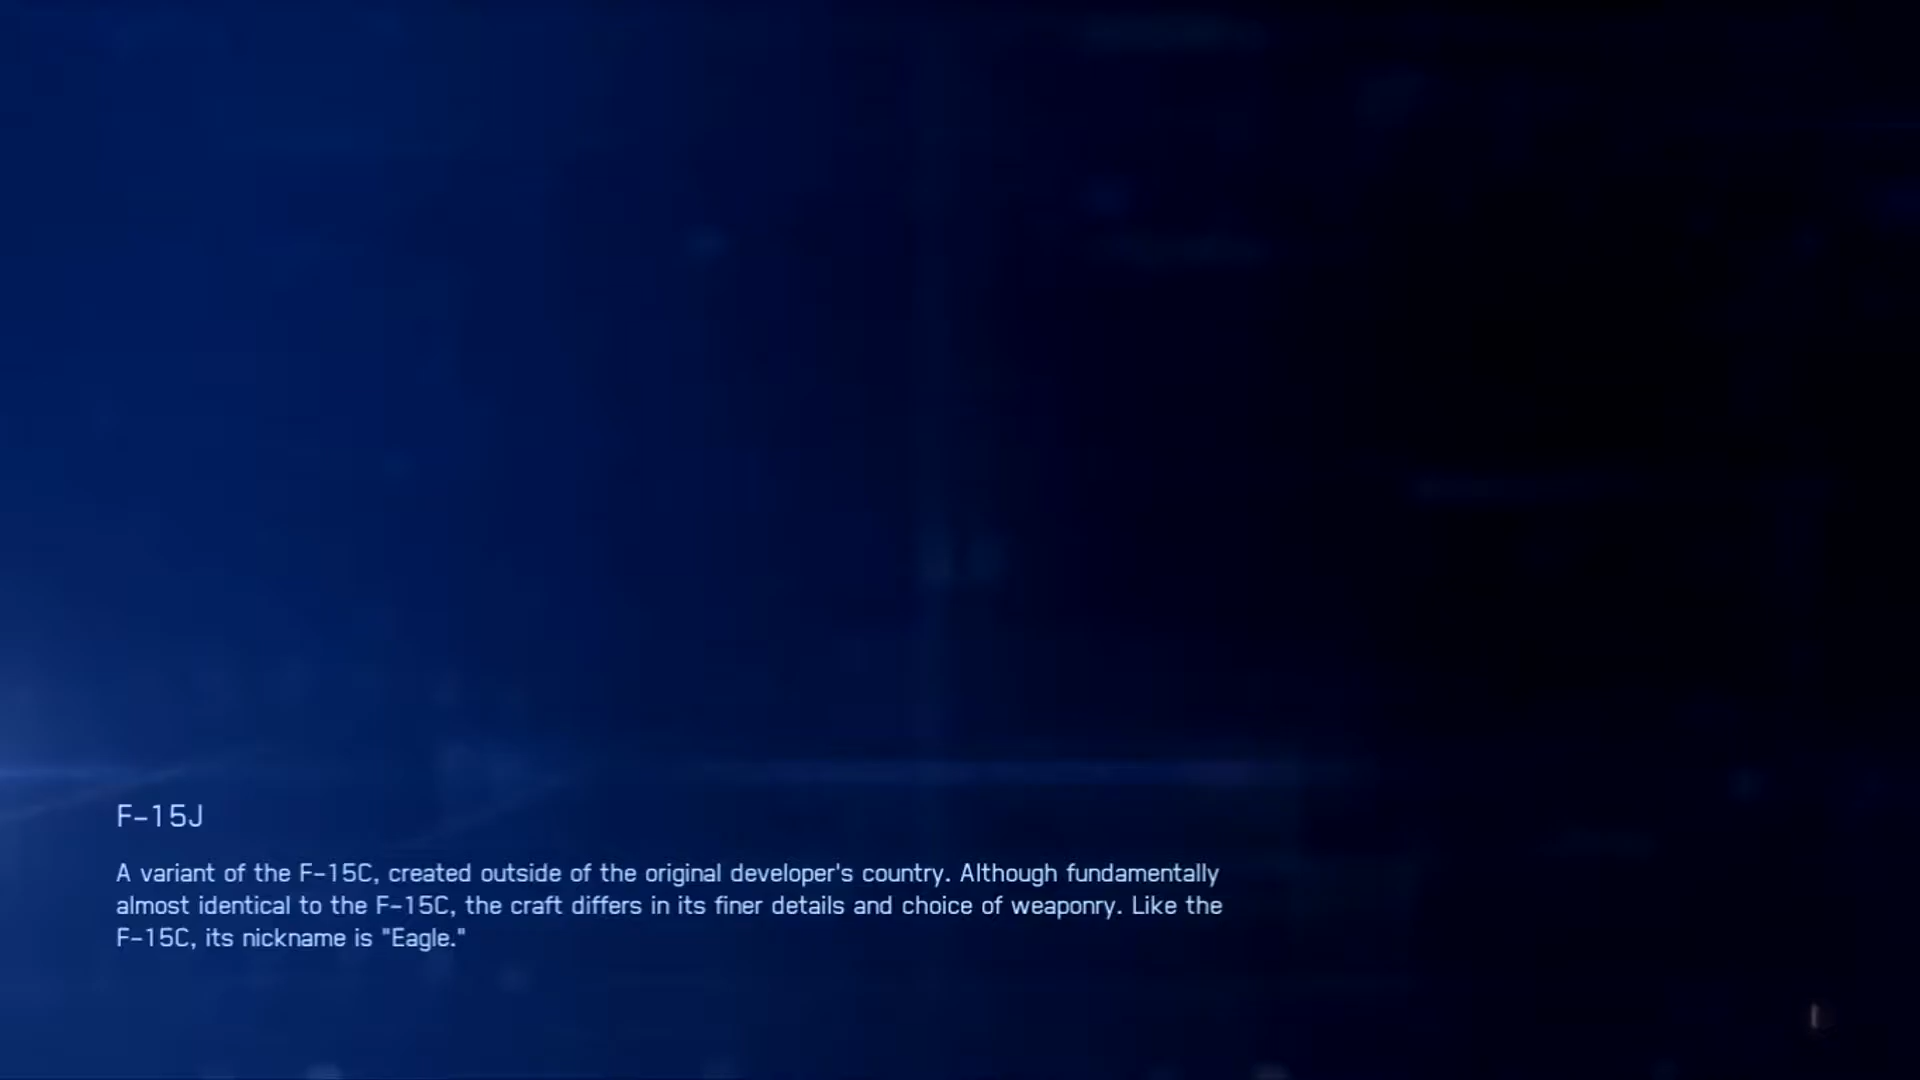 F-15J
A variant of the F-15C, created outside of the original developer's country. Although fundamentally
almost identical to the F-15C, the craft differs in its finer details and choice of weaponry. Like the
F-15C, its nickname is "Eagle."